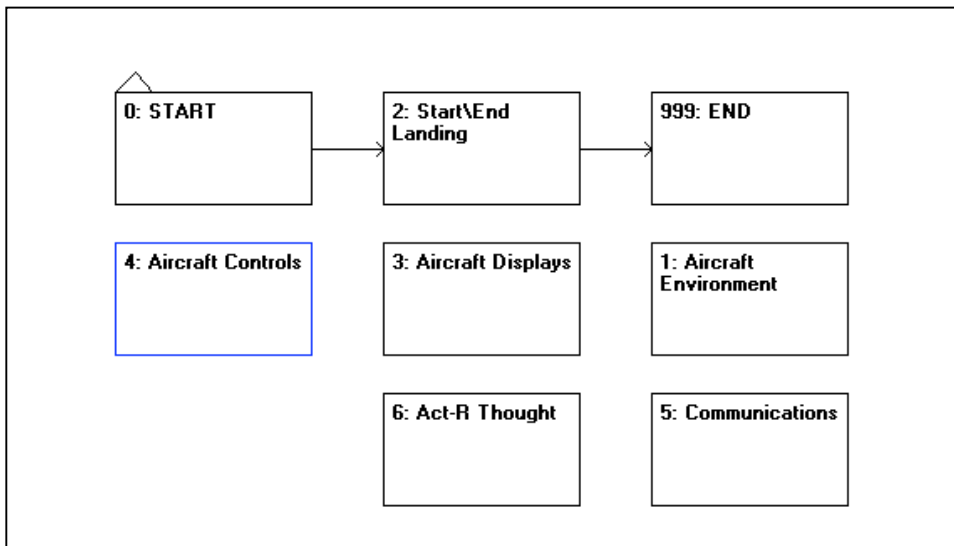 0: START
2: Start\End
Landing
999: END
4: Aircraft Controls
3: Aircraft Displays
1: Aircraft
Environment
6: Act-R Thought
5: Communications